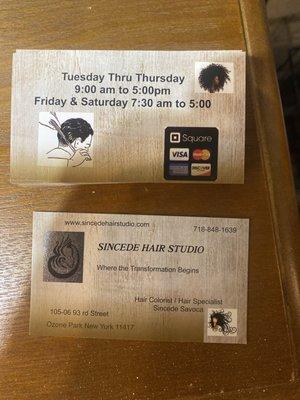 Tuesday Thru Thursday
9:00 am to 5:00pm
Friday & Saturday 7:30 am to 5:00
Square
VISA MasterCard
DISCOVER
www.sincedehairstudio.com 718-848-1639
SINCEDE HAIR STUDIO
Where the Transformation Begins
Hair Colorist / Hair Specialist
Sincede Savoca
105-06 93 rd Street
Ozone Park New York 11417